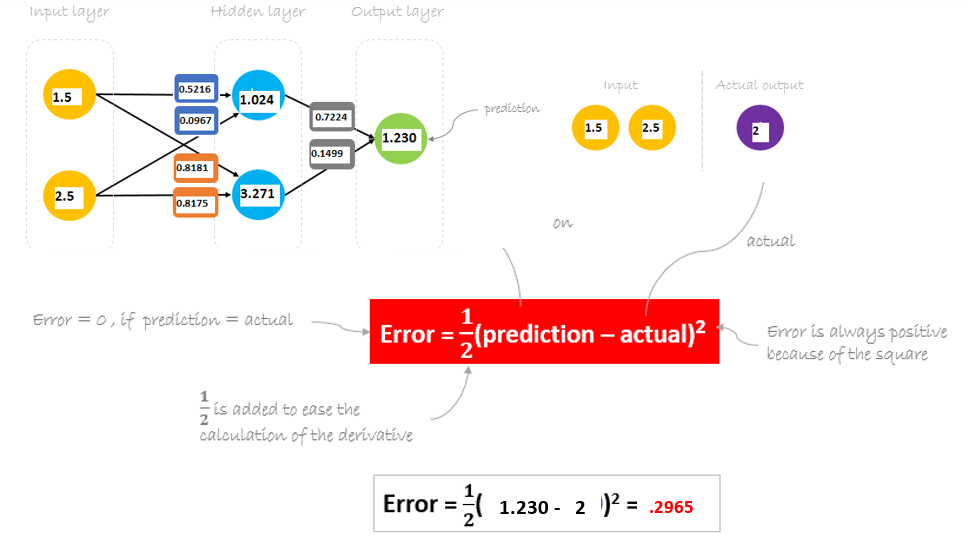 Input layer
Hidden layer
Output layer
1.5
2.5
0.5216
0.0967
0.8181
0.8175
1.024
3.271
0.7224
0.1499
1.230
prediction
Input
Actual output
1.5
2.5
2
on
actual
Error = 0, if prediction = actual
Error = 1/2(prediction – actual)²
Error is always positive
because of the square
1/2 is added to ease the
calculation of the derivative
Error = 1/2( 1.230 - 2 )² = .2965